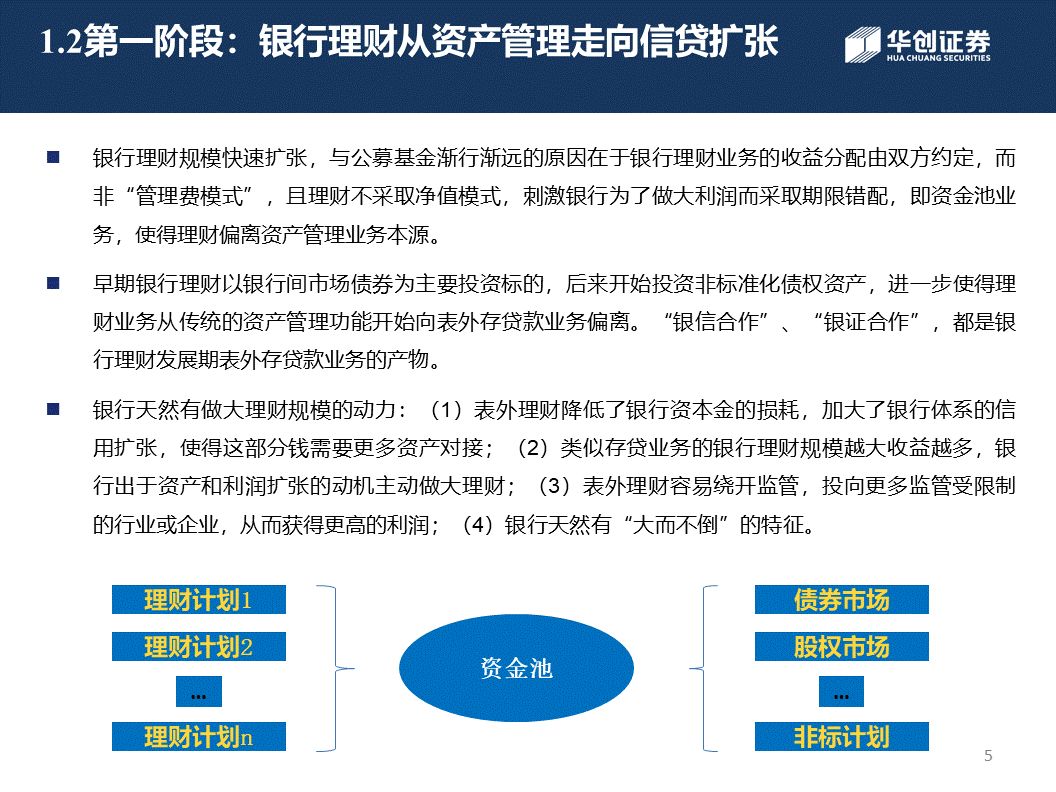 1.2第一阶段：银行理财从资产管理走向信贷扩张
华创证券
HUA CHUANG SECURITIES
银行理财规模快速扩张，与公募基金渐行渐远的原因在于银行理财业务的收益分配由双方约定，而
非“管理费模式”，且理财不采取净值模式，刺激银行为了做大利润而采取期限错配，即资金池业
务，使得理财偏离资产管理业务本源。
早期银行理财以银行间市场债券为主要投资标的，后来开始投资非标准化债权资产，进一步使得理
财业务从传统的资产管理功能开始向表外存贷款业务偏离。“银信合作”、“银证合作”，都是银
行理财发展期表外存贷款业务的产物。
银行天然有做大理财规模的动力：（1）表外理财降低了银行资本金的损耗，加大了银行体系的信
用扩张，使得这部分钱需要更多资产对接；（2）类似存贷业务的银行理财规模越大收益越多，银
行出于资产和利润扩张的动机主动做大理财；（3）表外理财容易绕开监管，投向更多监管受限制
的行业或企业，从而获得更高的利润；（4）银行天然有“大而不倒”的特征。
理财计划1
理财计划2
...
理财计划n
资金池
债券市场
股权市场
...
非标计划
5